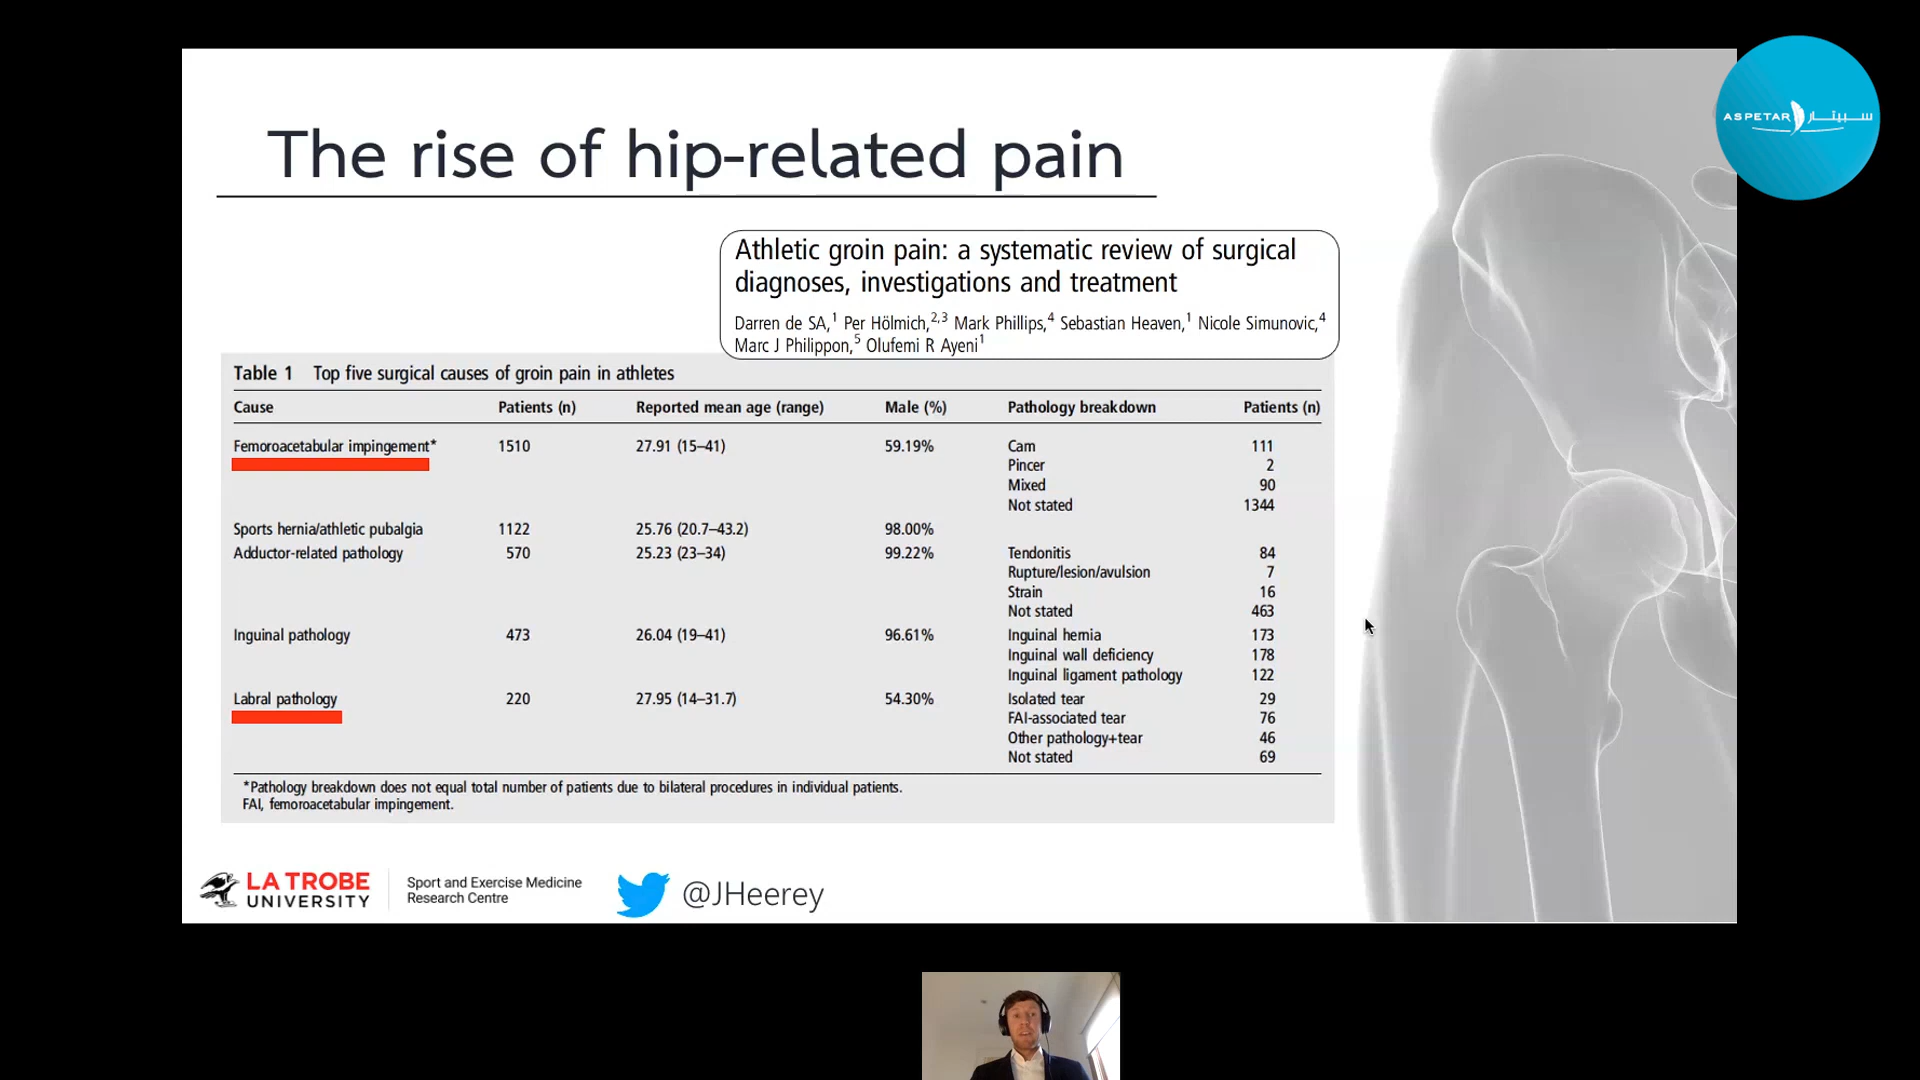 The rise of hip-related pain
ASPETAR سبيتار
Athletic groin pain: a systematic review of surgical
diagnoses, investigations and treatment
Darren de SA,1 Per Hölmich,2,3 Mark Phillips,4 Sebastian Heaven,1 Nicole Simunovic,4
Marc J Philippon,5 Olufemi R Ayeni1
Table 1 Top five surgical causes of groin pain in athletes
Cause Patients (n) Reported mean age (range) Male (%) Pathology breakdown Patients (n)
Femoroacetabular impingement* 1510 27.91 (15–41) 59.19% Cam 111
Pincer 2
Mixed 90
Not stated 1344
Sports hernia/athletic pubalgia 1122 25.76 (20.7–43.2) 98.00%
Adductor-related pathology 570 25.23 (23–34) 99.22% Tendonitis 84
Rupture/lesion/avulsion 7
Strain 16
Not stated 463
Inguinal pathology 473 26.04 (19–41) 96.61% Inguinal hernia 173
Inguinal wall deficiency 178
Inguinal ligament pathology 122
Labral pathology 220 27.95 (14–31.7) 54.30% Isolated tear 29
FAI-associated tear 76
Other pathology+tear 46
Not stated 69
*Pathology breakdown does not equal total number of patients due to bilateral procedures in individual patients.
FAI, femoroacetabular impingement.
LA TROBE
UNIVERSITY
Sport and Exercise Medicine
Research Centre
@JHeerey